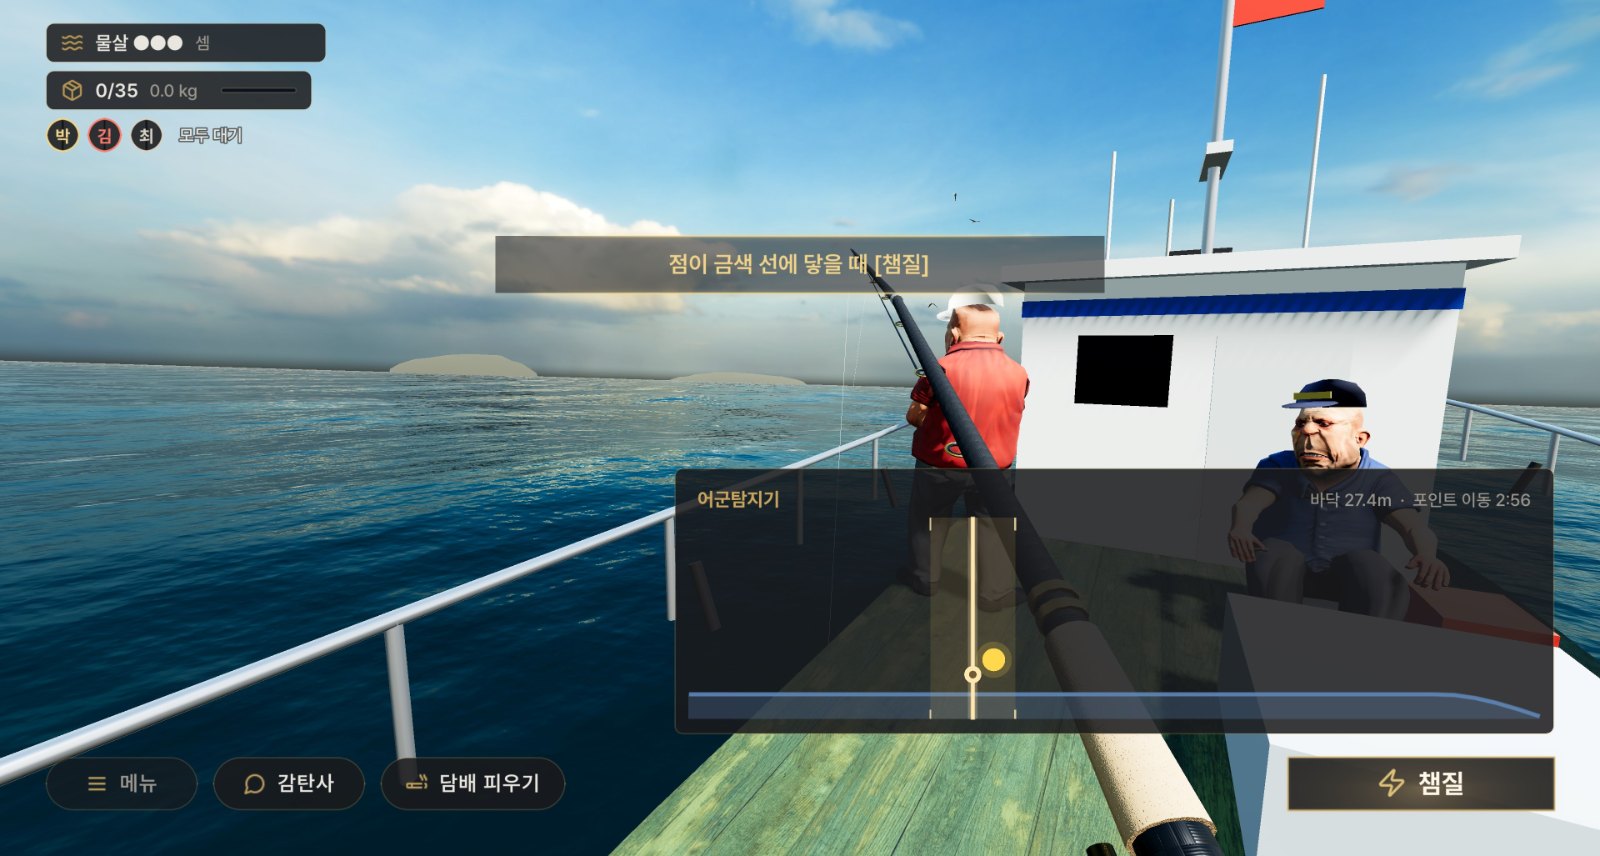 물살 ●●● 셈
0/35 0.0 kg
박 김 최 모두 대기
점이 금색 선에 닿을 때 [챔질]
어군탐지기
바닥 27.4m · 포인트 이동 2:56
메뉴
감탄사
담배 피우기
챔질